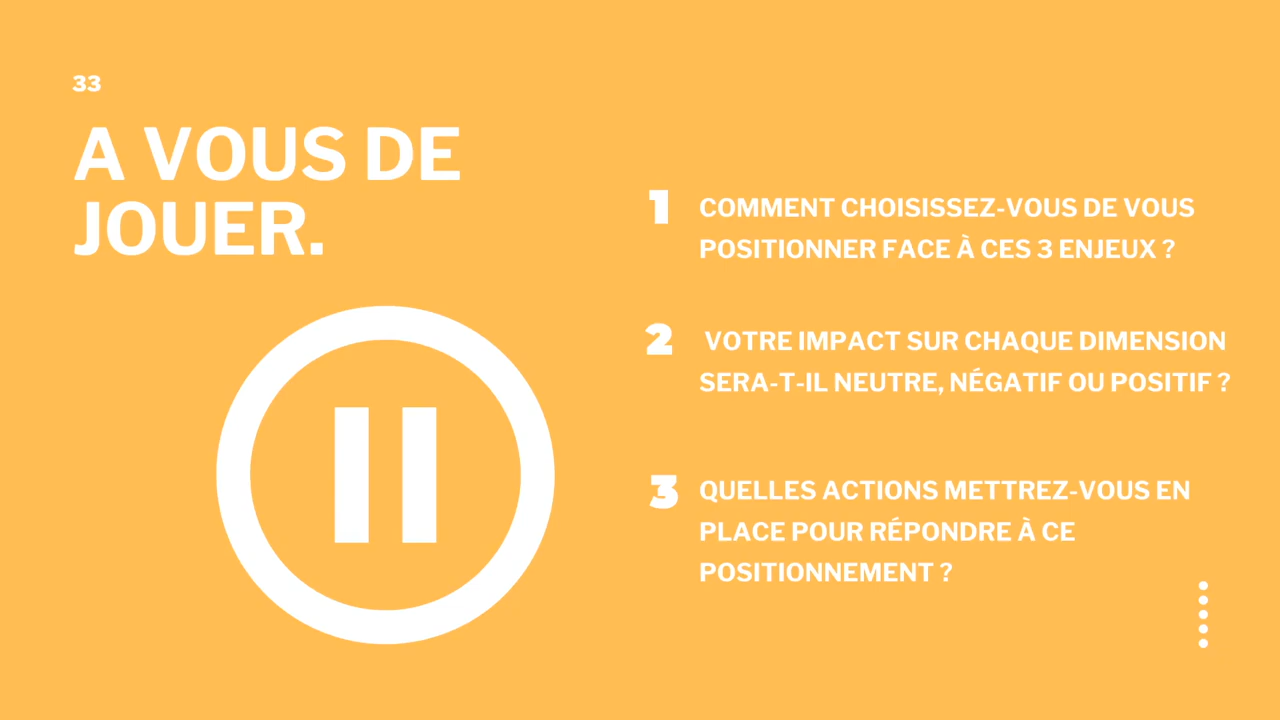 33
A VOUS DE
JOUER.
1 COMMENT CHOISISSEZ-VOUS DE VOUS
POSITIONNER FACE À CES 3 ENJEUX ?
2 VOTRE IMPACT SUR CHAQUE DIMENSION
SERA-T-IL NEUTRE, NÉGATIF OU POSITIF ?
3 QUELLES ACTIONS METTREZ-VOUS EN
PLACE POUR RÉPONDRE À CE
POSITIONNEMENT ?